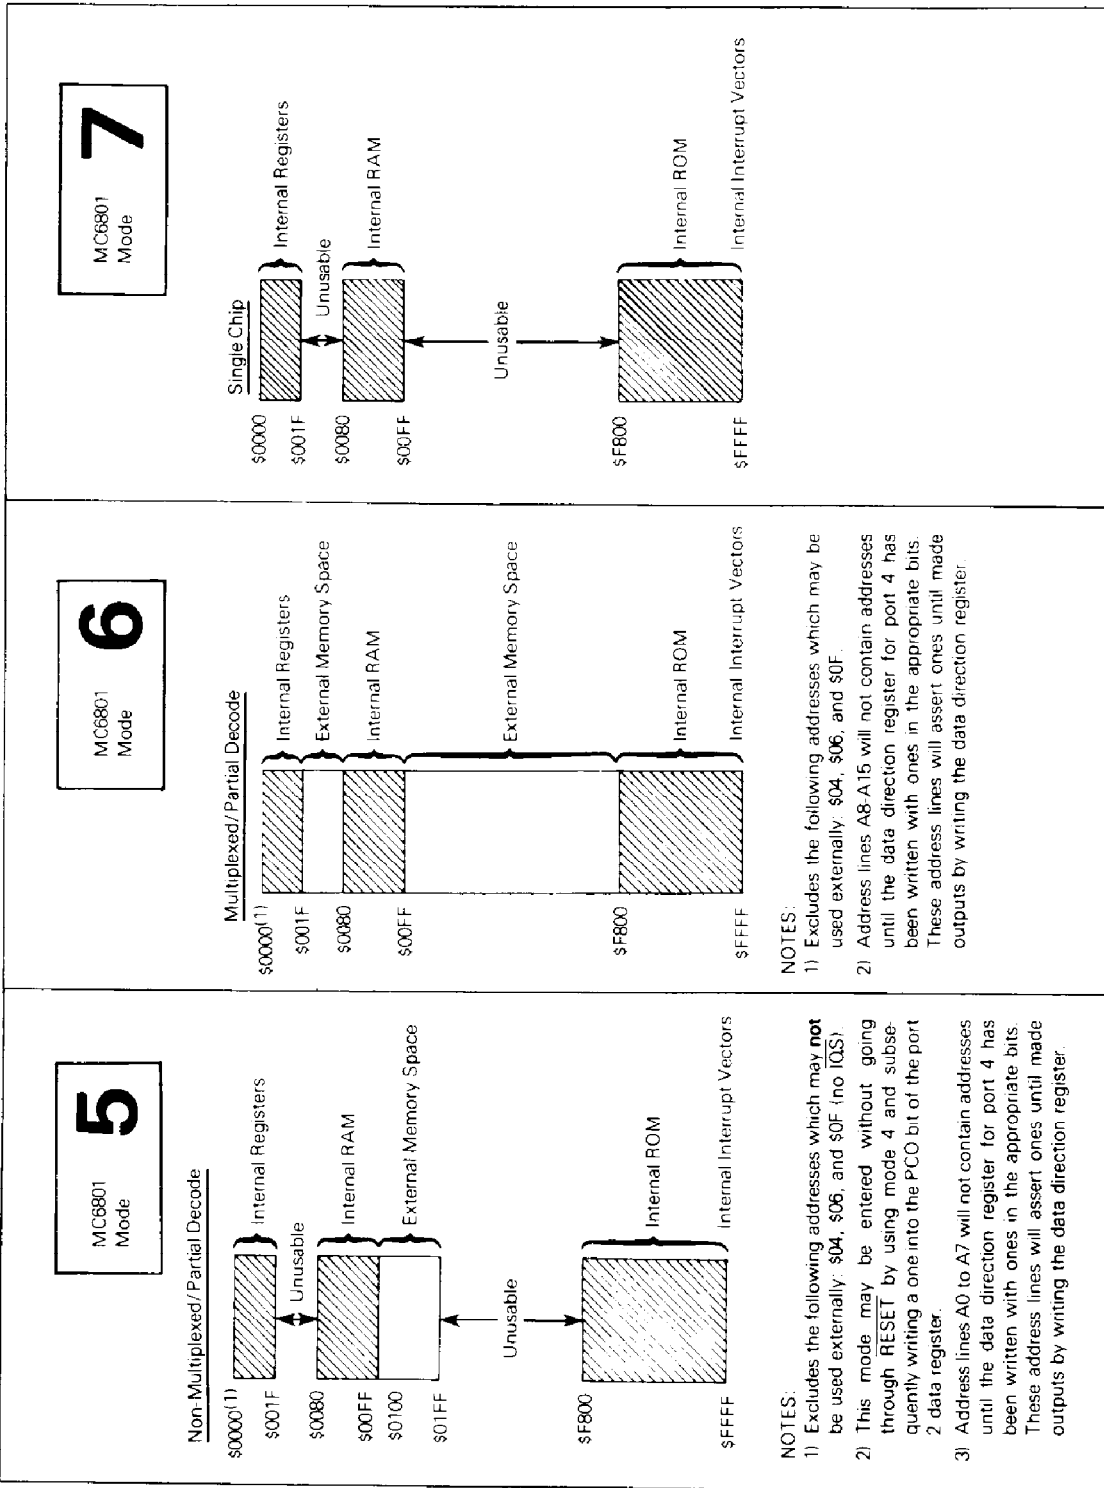 MC6801
Mode
5
Non-Multiplexed/Partial Decode
$0000(1)
$001F
$0080
$00FF
$0100
$01FF
$F800
$FFFF
Internal Registers
Unusable
Internal RAM
External Memory Space
Unusable
Internal ROM
Internal Interrupt Vectors
NOTES:
1) Excludes the following addresses which may not
be used externally: $04, $06, and $0F (no IOS).
2) This mode may be entered without going
through RESET by using mode 4 and subse-
quently writing a one into the PCO bit of the port
2 data register.
3) Address lines A0 to A7 will not contain addresses
until the data direction register for port 4 has
been written with ones in the appropriate bits.
These address lines will assert ones until made
outputs by writing the data direction register.
MC6801
Mode
6
Multiplexed/Partial Decode
$0000(1)
$001F
$0080
$00FF
$F800
$FFFF
Internal Registers
External Memory Space
Internal RAM
External Memory Space
Internal ROM
Internal Interrupt Vectors
NOTES:
1) Excludes the following addresses which may be
used externally: $04, $06, and $0F.
2) Address lines A8-A15 will not contain addresses
until the data direction register for port 4 has
been written with ones in the appropriate bits.
These address lines will assert ones until made
outputs by writing the data direction register.
MC6801
Mode
7
Single Chip
$0000
$001F
$0080
$00FF
$F800
$FFFF
Internal Registers
Unusable
Internal RAM
Unusable
Internal ROM
Internal Interrupt Vectors